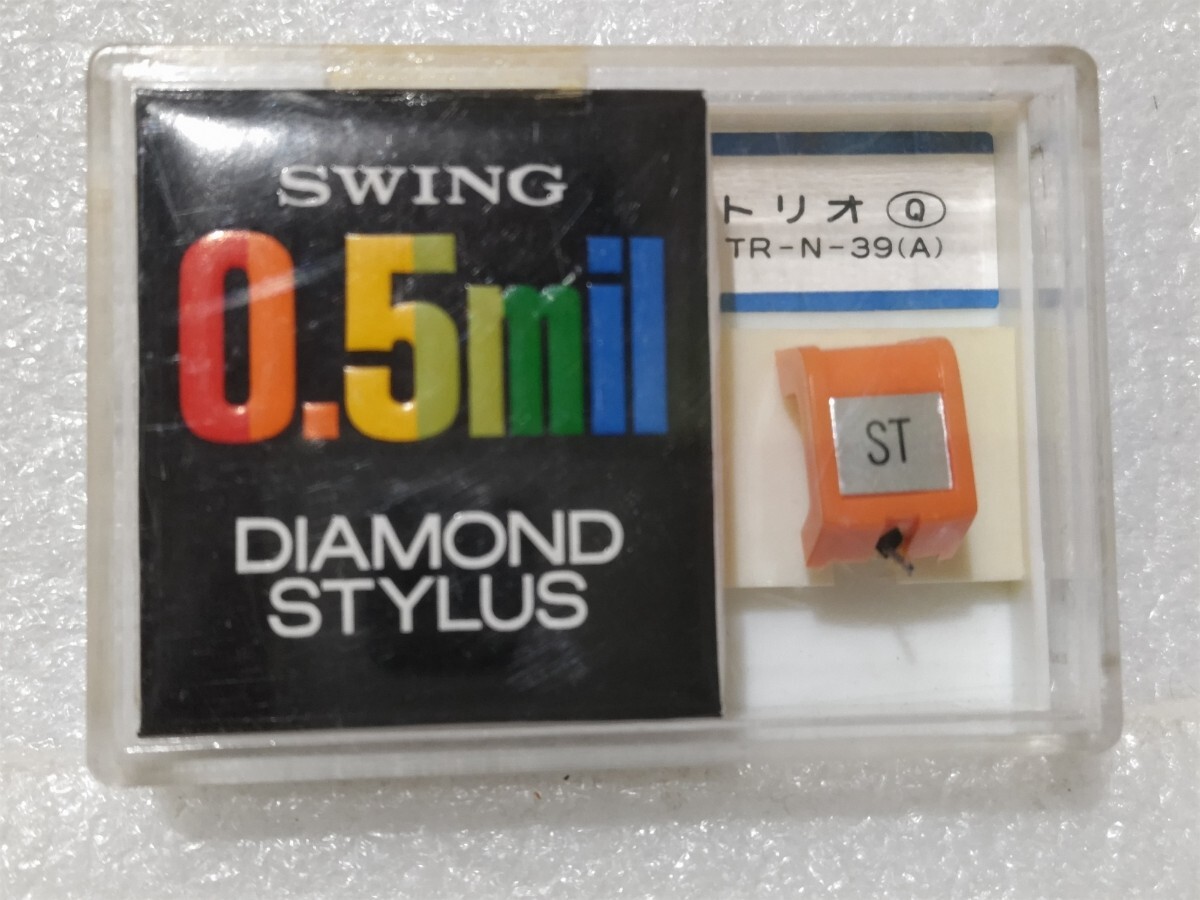 SWING
0.5mil
DIAMOND
STYLUS
トリオ Ⓠ
TR-N-39(A)
ST